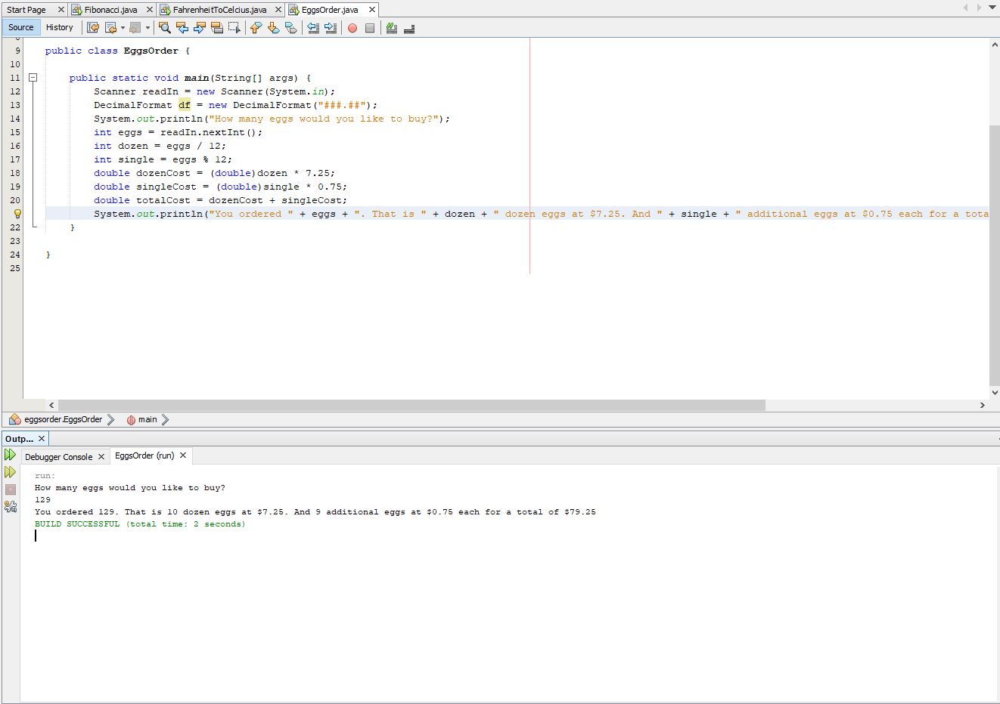 Start Page Fibonacci.java FahrenheitToCelcius.java EggsOrder.java
Source History
9 public class EggsOrder {
10
11 public static void main(String[] args) {
12 Scanner readIn = new Scanner(System.in);
13 DecimalFormat df = new DecimalFormat("###.##");
14 System.out.println("How many eggs would you like to buy?");
15 int eggs = readIn.nextInt();
16 int dozen = eggs / 12;
17 int single = eggs % 12;
18 double dozenCost = (double)dozen * 7.25;
19 double singleCost = (double)single * 0.75;
20 double totalCost = dozenCost + singleCost;
System.out.println("You ordered " + eggs + ". That is " + dozen + " dozen eggs at $7.25. And " + single + " additional eggs at $0.75 each for a tota
22 }
23
24 }
25
eggsorder.EggsOrder main
Outp...
Debugger Console EggsOrder (run)
run:
How many eggs would you like to buy?
129
You ordered 129. That is 10 dozen eggs at $7.25. And 9 additional eggs at $0.75 each for a total of $79.25
BUILD SUCCESSFUL (total time: 2 seconds)